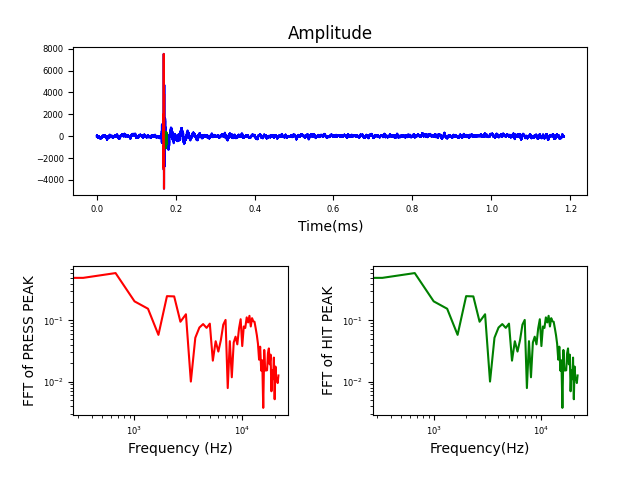 Amplitude
8000
6000
4000
2000
0
−2000
−4000
0.0 0.2 0.4 0.6 0.8 1.0 1.2
Time(ms)
FFT of PRESS PEAK
10⁻¹
10⁻²
10³ 10⁴
Frequency (Hz)
FFT of HIT PEAK
10⁻¹
10⁻²
10³ 10⁴
Frequency(Hz)